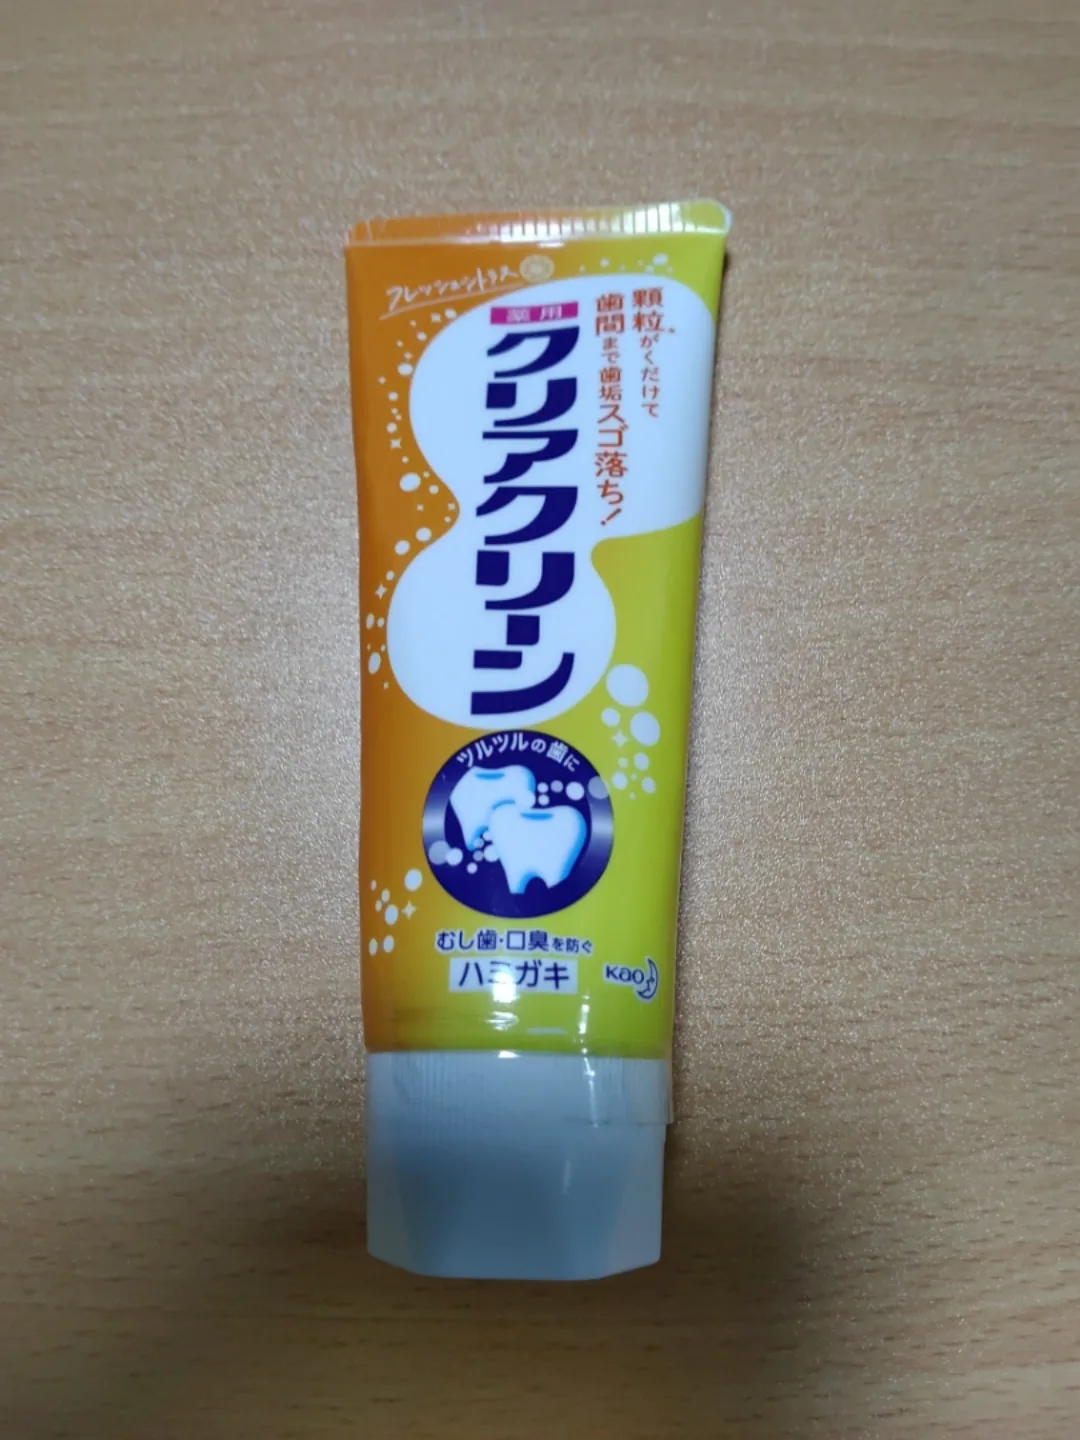 フレッシュシトラス
薬用
クリアクリーン
顆粒*がくだけて
歯間まで歯垢スゴ落ち!
ツルツルの歯に
むし歯・口臭を防ぐ
ハミガキ
Kao